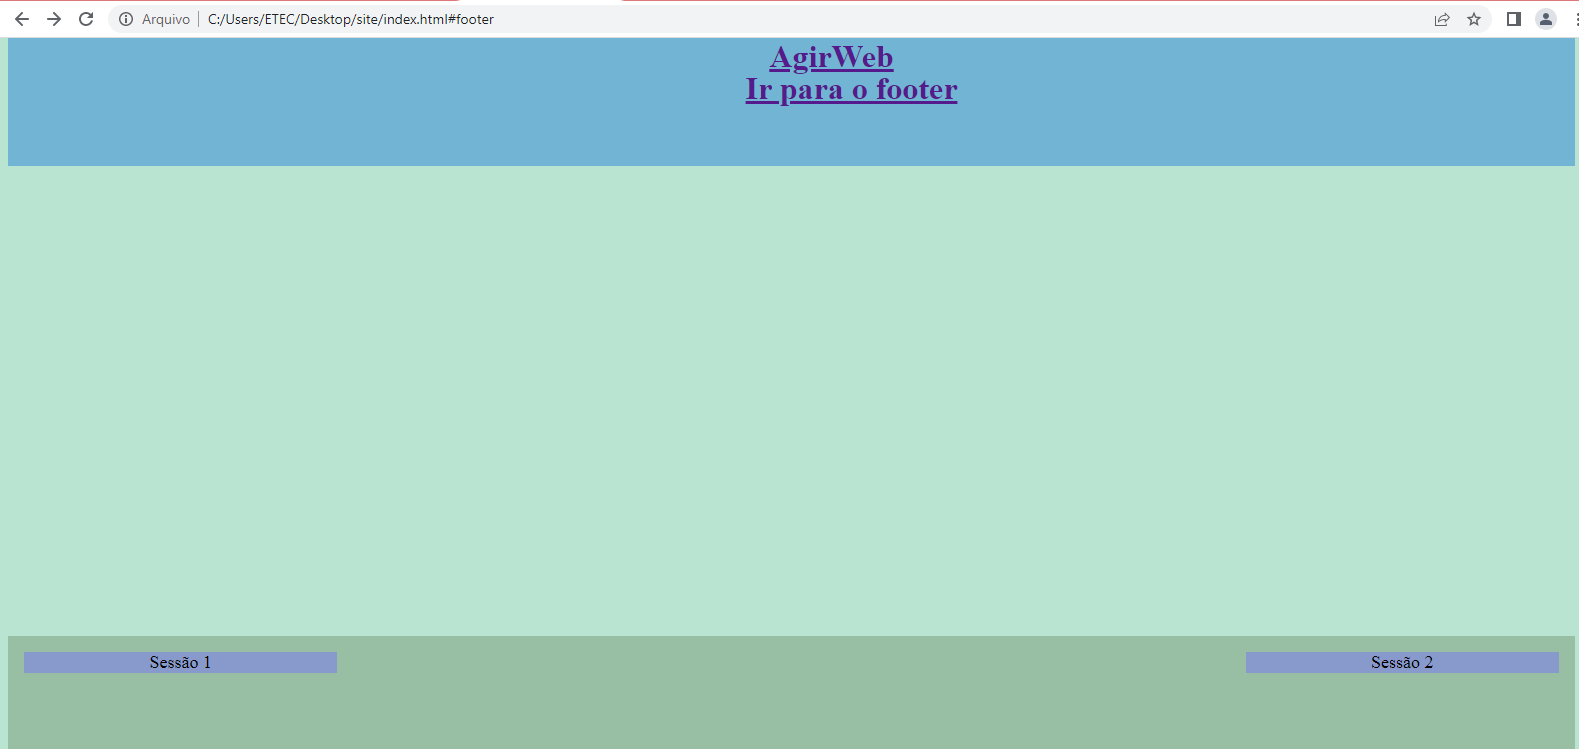 Arquivo | C:/Users/ETEC/Desktop/site/index.html#footer
AgirWeb
Ir para o footer
Sessão 1
Sessão 2